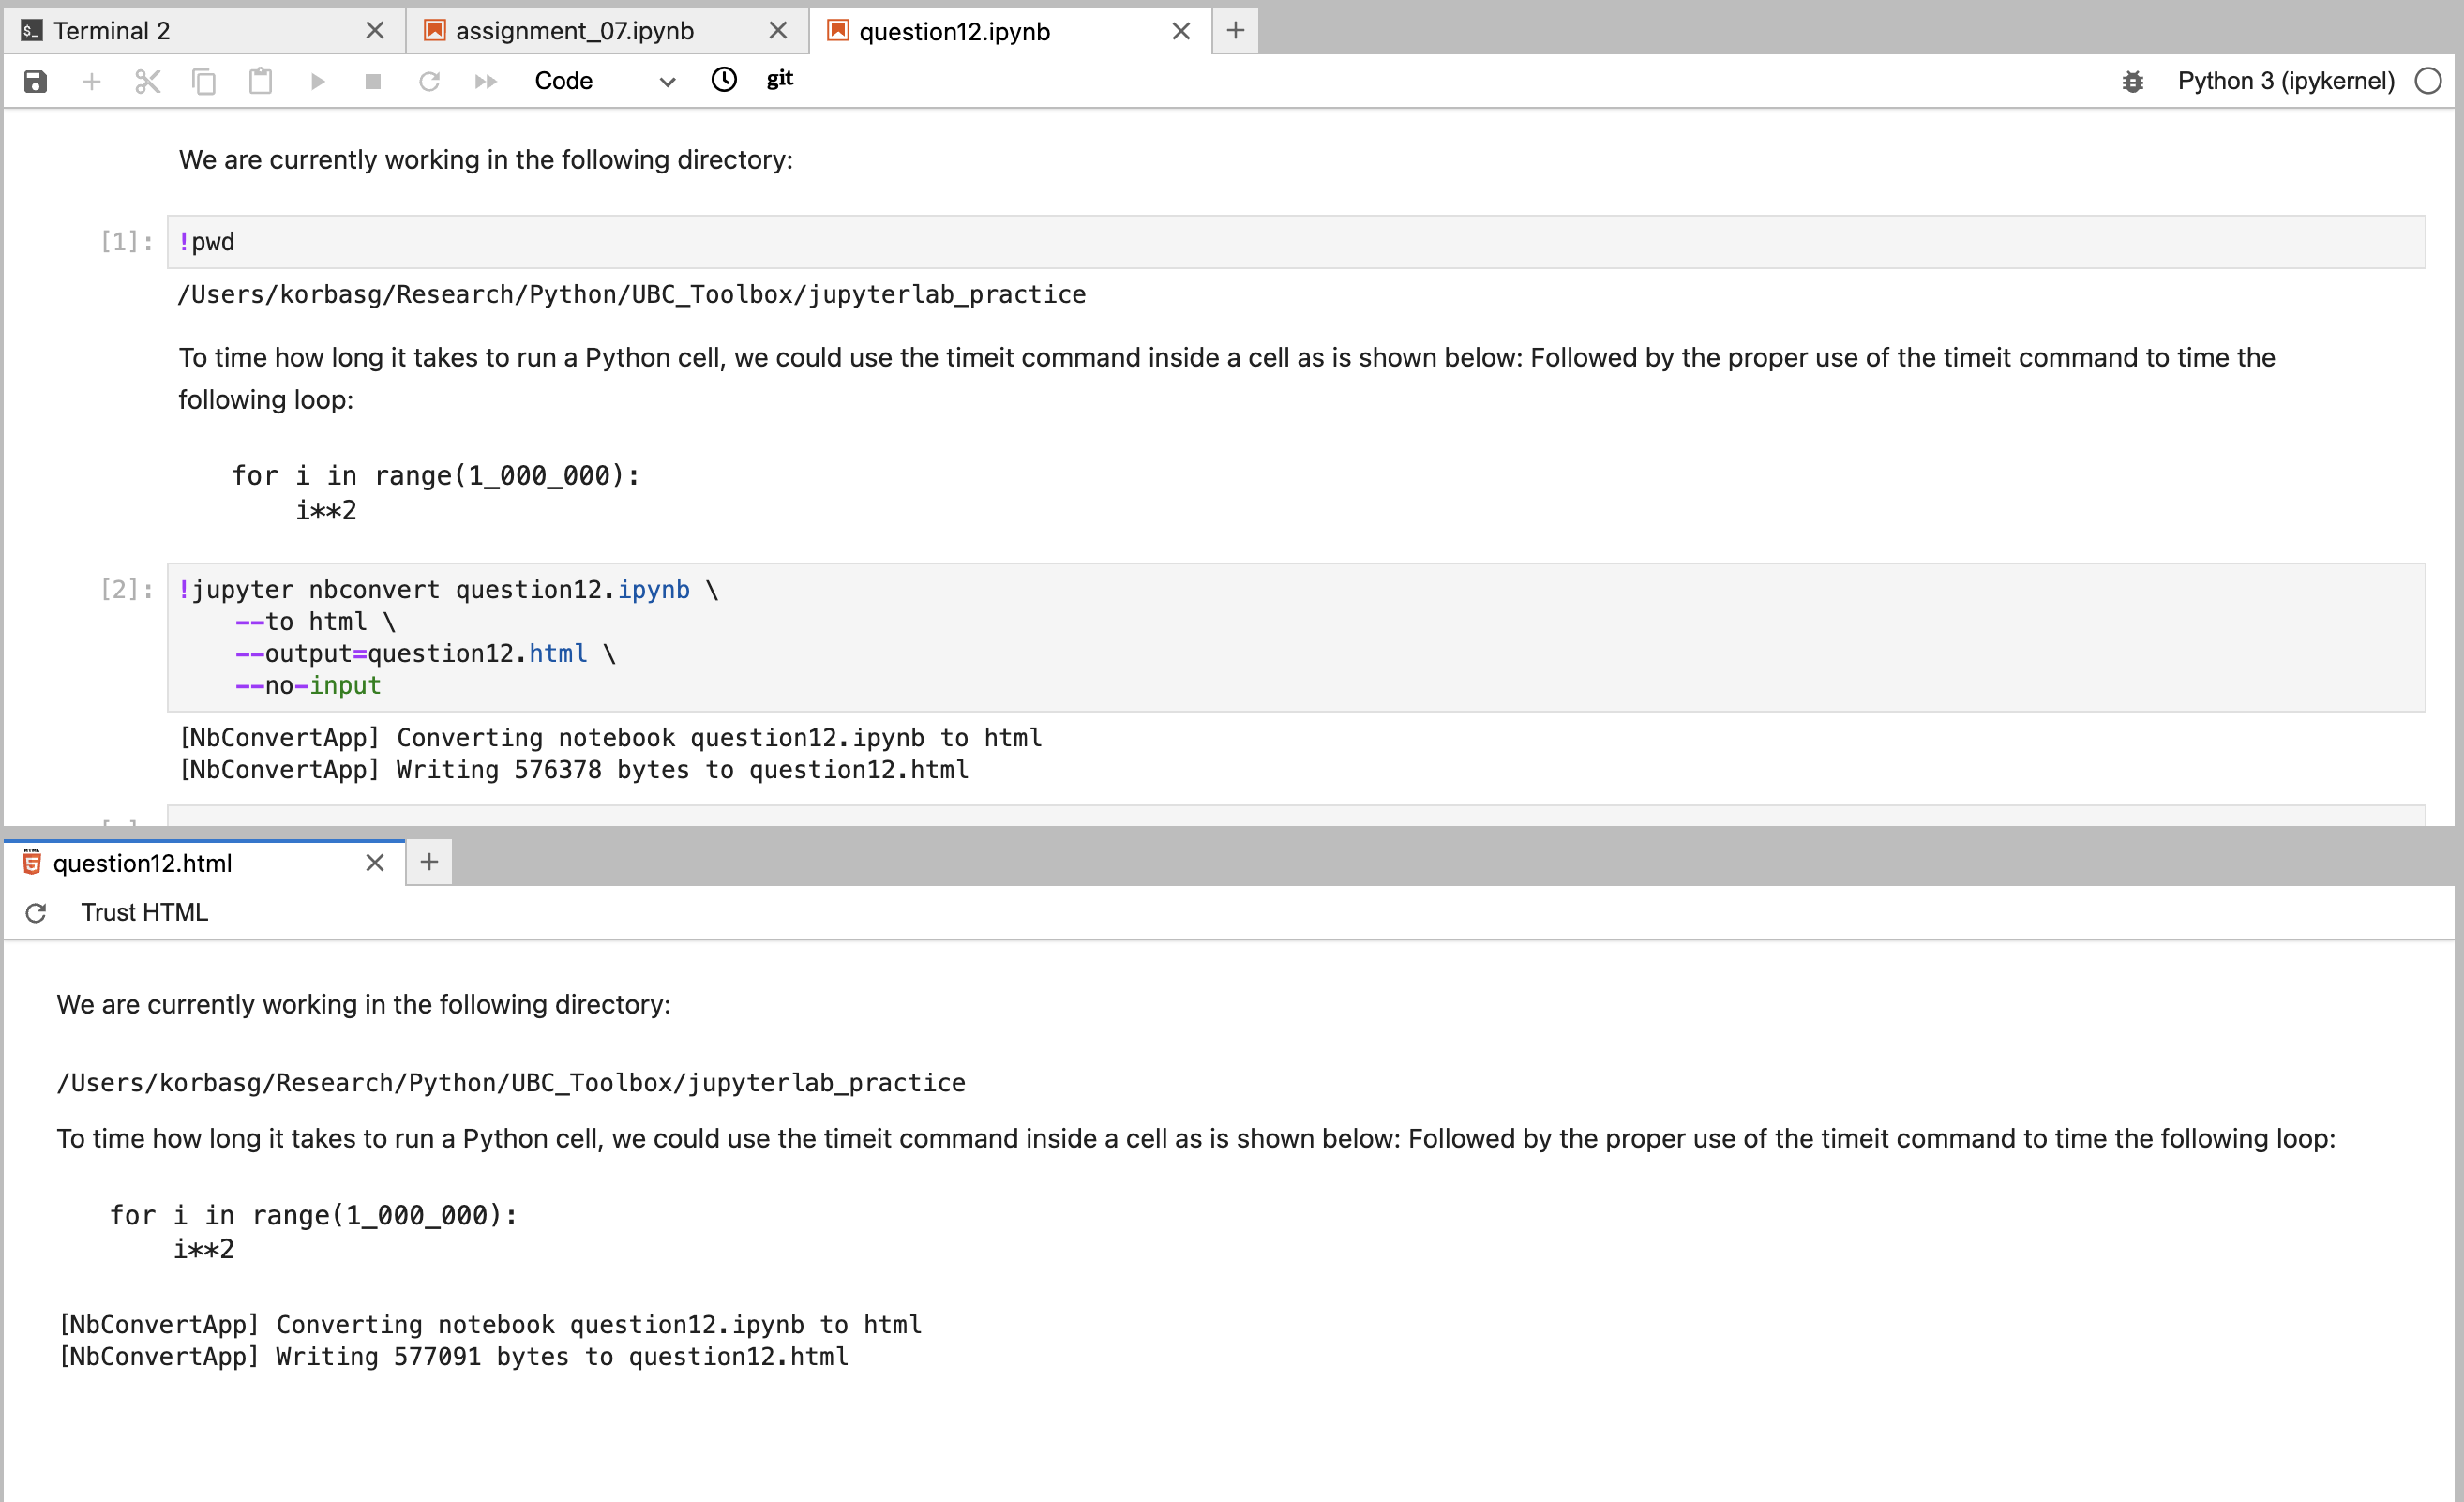 Terminal 2
assignment_07.ipynb
question12.ipynb
Code
git
Python 3 (ipykernel)
We are currently working in the following directory:
[1]:
!pwd
/Users/korbasg/Research/Python/UBC_Toolbox/jupyterlab_practice
To time how long it takes to run a Python cell, we could use the timeit command inside a cell as is shown below: Followed by the proper use of the timeit command to time the
following loop:
for i in range(1_000_000):
    i**2
[2]:
!jupyter nbconvert question12.ipynb \
    --to html \
    --output=question12.html \
    --no-input
[NbConvertApp] Converting notebook question12.ipynb to html
[NbConvertApp] Writing 576378 bytes to question12.html
question12.html
Trust HTML
We are currently working in the following directory:
/Users/korbasg/Research/Python/UBC_Toolbox/jupyterlab_practice
To time how long it takes to run a Python cell, we could use the timeit command inside a cell as is shown below: Followed by the proper use of the timeit command to time the following loop:
for i in range(1_000_000):
    i**2
[NbConvertApp] Converting notebook question12.ipynb to html
[NbConvertApp] Writing 577091 bytes to question12.html